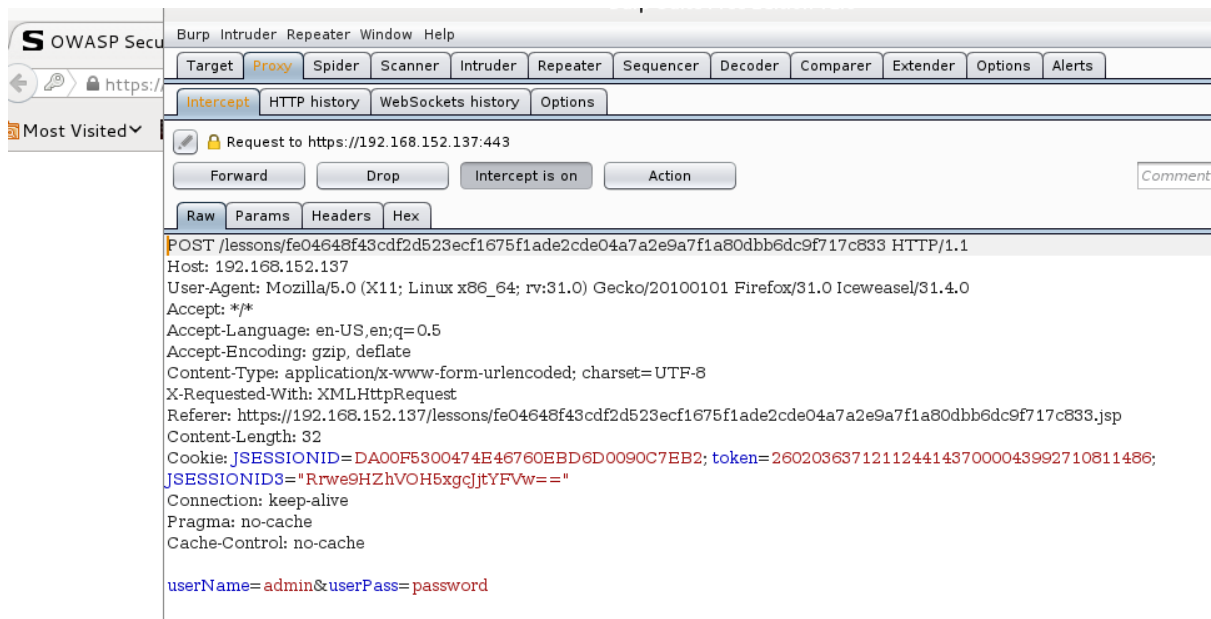 S OWASP Secu
https://
Most Visited
Burp Intruder Repeater Window Help
Target Proxy Spider Scanner Intruder Repeater Sequencer Decoder Comparer Extender Options Alerts
Intercept HTTP history WebSockets history Options
Request to https://192.168.152.137:443
Forward Drop Intercept is on Action Comment
Raw Params Headers Hex
POST /lessons/fe04648f43cdf2d523ecf1675f1ade2cde04a7a2e9a7f1a80dbb6dc9f717c833 HTTP/1.1
Host: 192.168.152.137
User-Agent: Mozilla/5.0 (X11; Linux x86_64; rv:31.0) Gecko/20100101 Firefox/31.0 Iceweasel/31.4.0
Accept: */*
Accept-Language: en-US,en;q=0.5
Accept-Encoding: gzip, deflate
Content-Type: application/x-www-form-urlencoded; charset=UTF-8
X-Requested-With: XMLHttpRequest
Referer: https://192.168.152.137/lessons/fe04648f43cdf2d523ecf1675f1ade2cde04a7a2e9a7f1a80dbb6dc9f717c833.jsp
Content-Length: 32
Cookie: JSESSIONID=DA00F5300474E46760EBD6D0090C7EB2; token=26020363712112441437000043992710811486;
JSESSIONID3="Rrwe9HZhVOH5xgcJjtYFVw=="
Connection: keep-alive
Pragma: no-cache
Cache-Control: no-cache
userName=admin&userPass=password